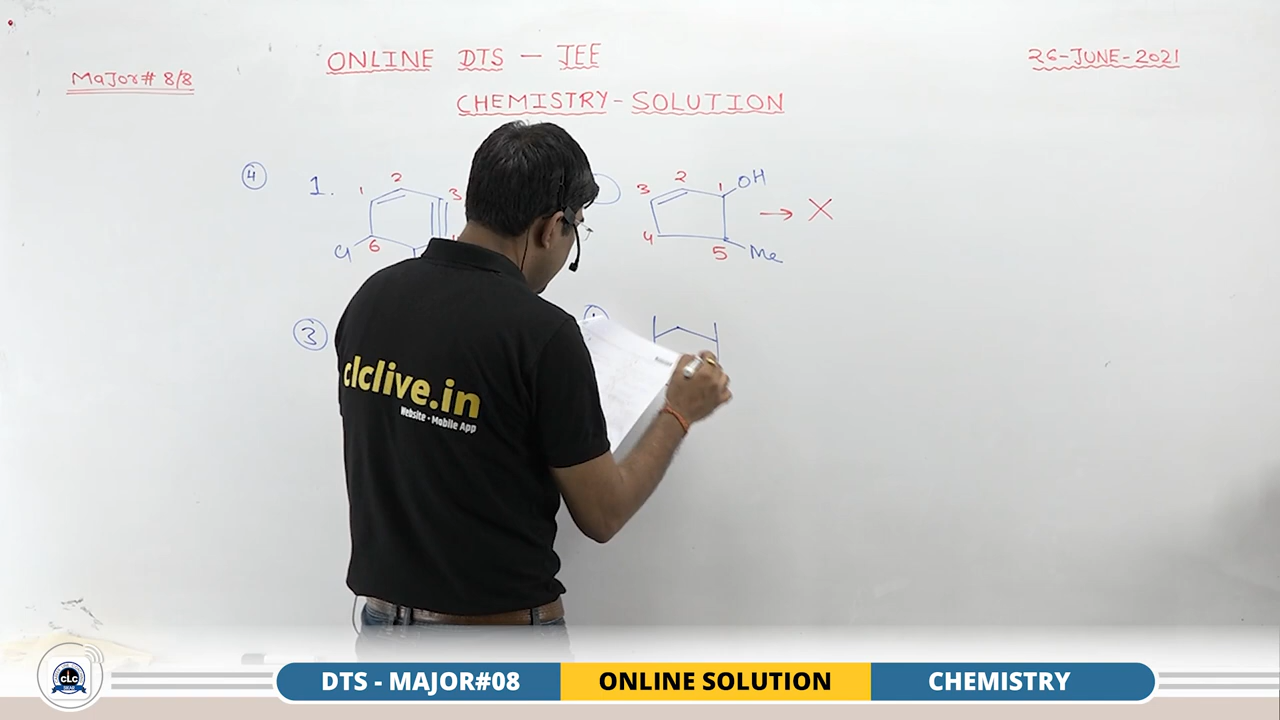 ONLINE DTS - JEE
26-JUNE-2021
MaJor# 8/8
CHEMISTRY-SOLUTION
4
1.
1
2
3
6
Cl
3
2
1
OH
→ X
4
5
Me
3
clclive.in
Website • Mobile App
CLC
DTS - MAJOR#08
ONLINE SOLUTION
CHEMISTRY